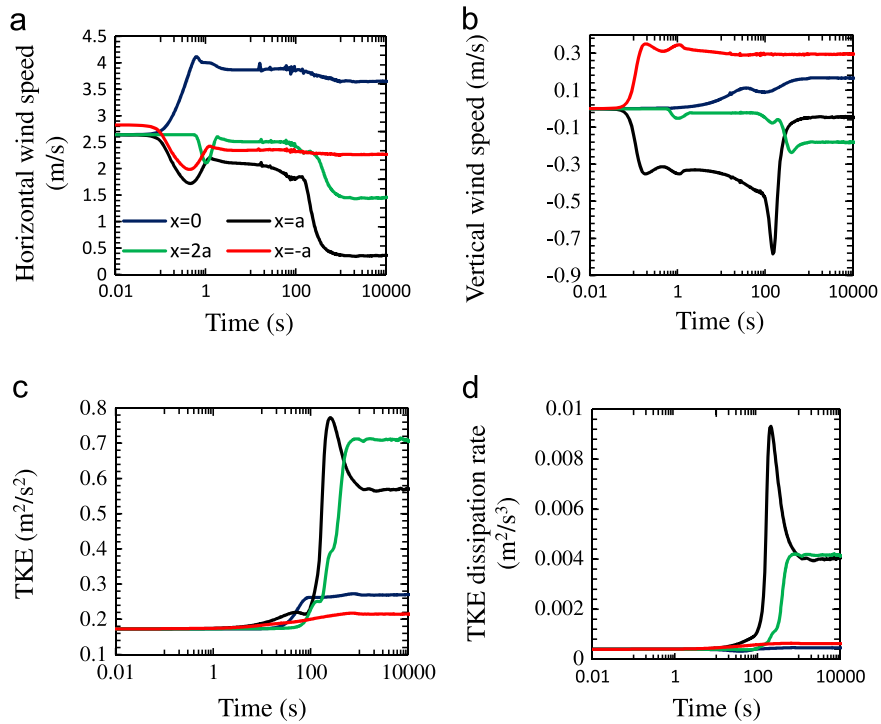 a
Horizontal wind speed
(m/s)
4.5
4
3.5
3
2.5
2
1.5
1
0.5
0
x=0
x=a
x=2a
x=-a
0.01
1
100
10000
Time (s)
b
Vertical wind speed (m/s)
0.3
0.1
-0.1
-0.3
-0.5
-0.7
-0.9
0.01
1
100
10000
Time (s)
c
TKE (m²/s²)
0.8
0.7
0.6
0.5
0.4
0.3
0.2
0.1
0.01
1
100
10000
Time (s)
d
TKE dissipation rate
(m²/s³)
0.01
0.008
0.006
0.004
0.002
0
0.01
1
100
10000
Time (s)